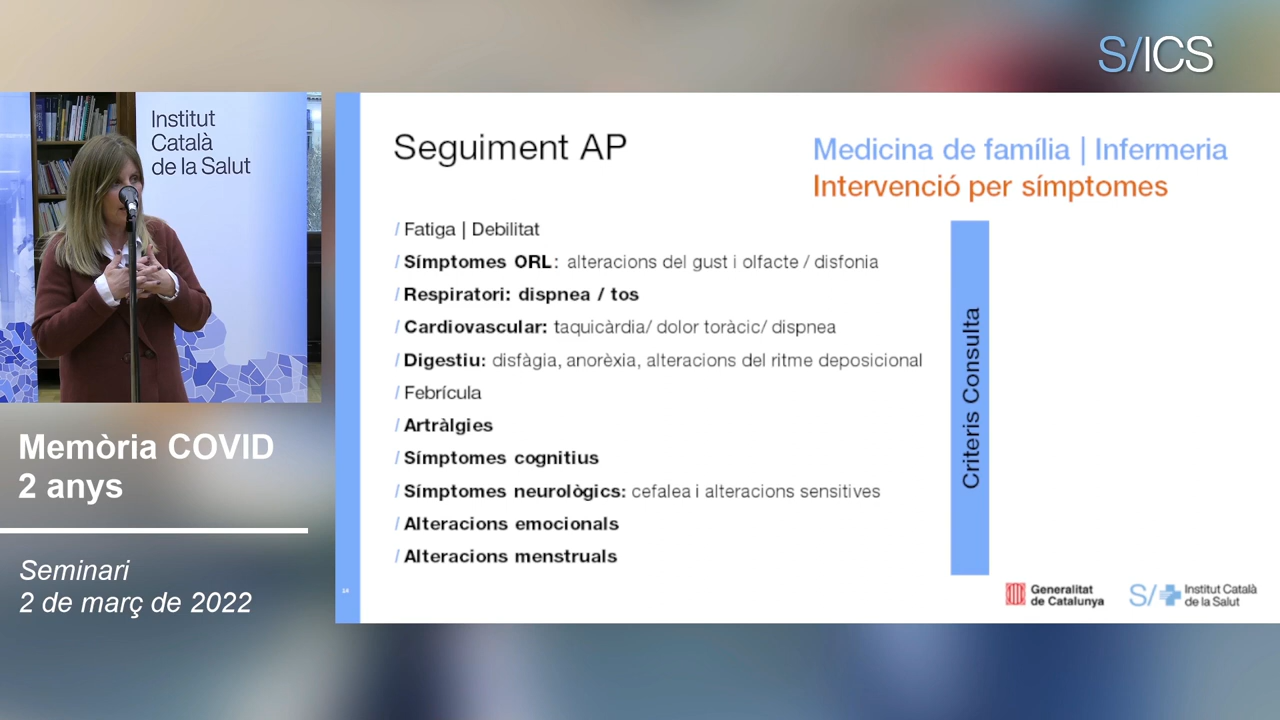 S/ICS
Institut
Català
de la Salut
Memòria COVID
2 anys
Seminari
2 de març de 2022
Seguiment AP
Medicina de família | Infermeria
Intervenció per símptomes
/ Fatiga | Debilitat
/ Símptomes ORL: alteracions del gust i olfacte / disfonia
/ Respiratori: dispnea / tos
/ Cardiovascular: taquicàrdia/ dolor toràcic/ dispnea
/ Digestiu: disfàgia, anorèxia, alteracions del ritme deposicional
/ Febrícula
/ Artràlgies
/ Símptomes cognitius
/ Símptomes neurològics: cefalea i alteracions sensitives
/ Alteracions emocionals
/ Alteracions menstruals
Criteris Consulta
Generalitat
de Catalunya
S/ Institut Català
de la Salut